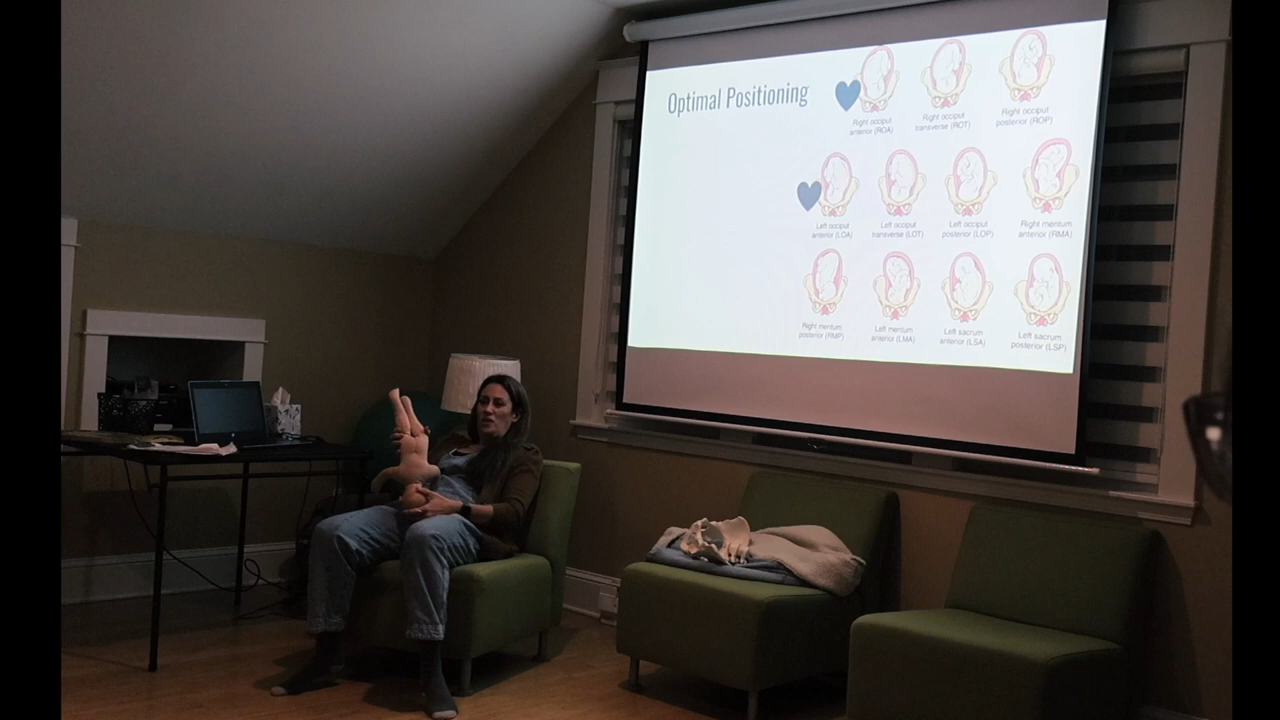 Optimal Positioning
Right occiput
anterior (ROA)
Right occiput
transverse (ROT)
Right occiput
posterior (ROP)
Left occiput
anterior (LOA)
Left occiput
transverse (LOT)
Left occiput
posterior (LOP)
Right mentum
anterior (RMA)
Right mentum
posterior (RMP)
Left mentum
anterior (LMA)
Left sacrum
anterior (LSA)
Left sacrum
posterior (LSP)